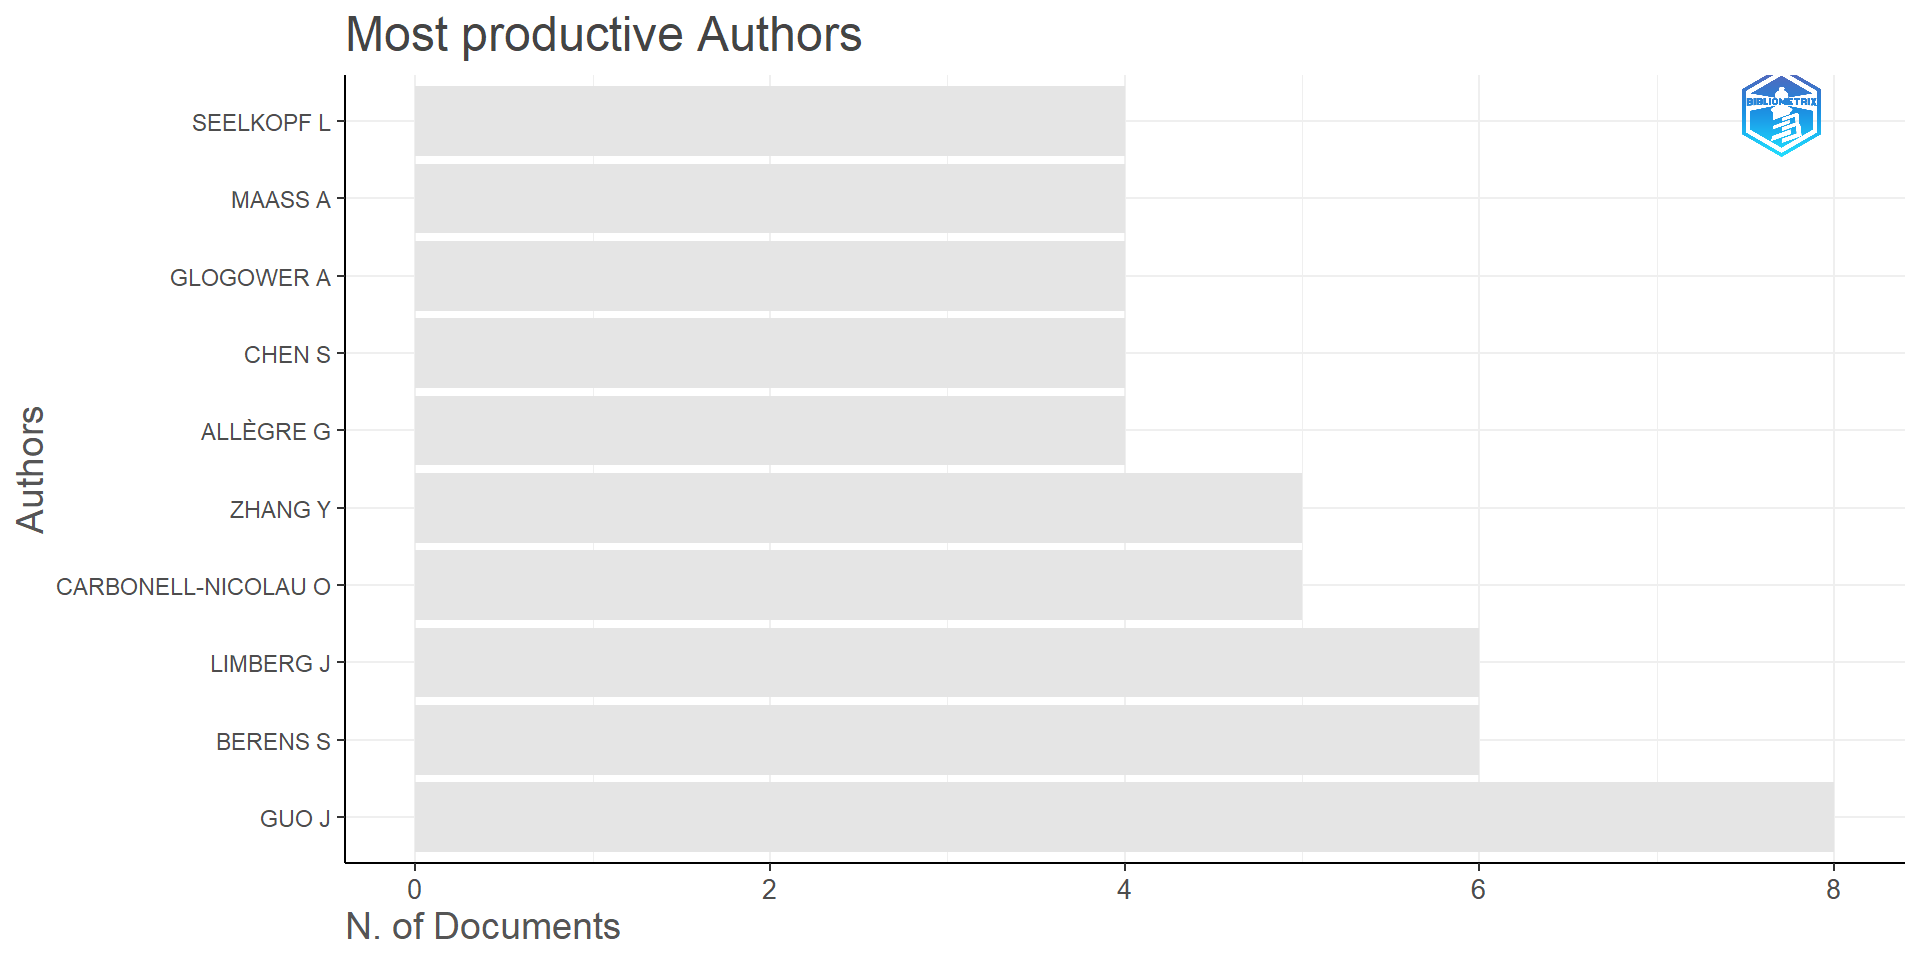 Most productive Authors
BIBLIOMETRIX
SEELKOPF L
MAASS A
GLOGOWER A
CHEN S
ALLÈGRE G
ZHANG Y
CARBONELL-NICOLAU O
LIMBERG J
BERENS S
GUO J
Authors
0 2 4 6 8
N. of Documents